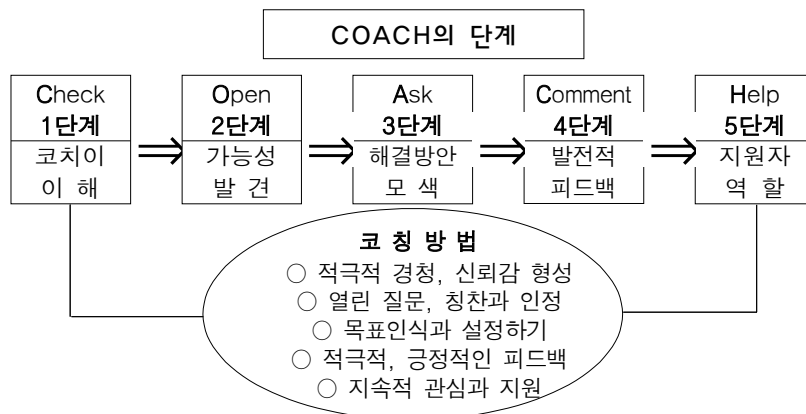 COACH의 단계
Check
1단계
코치이
이 해
Open
2단계
가능성
발 견
Ask
3단계
해결방안
모 색
Comment
4단계
발전적
피드백
Help
5단계
지원자
역 할
코 칭 방 법
○ 적극적 경청, 신뢰감 형성
○ 열린 질문, 칭찬과 인정
○ 목표인식과 설정하기
○ 적극적, 긍정적인 피드백
○ 지속적 관심과 지원